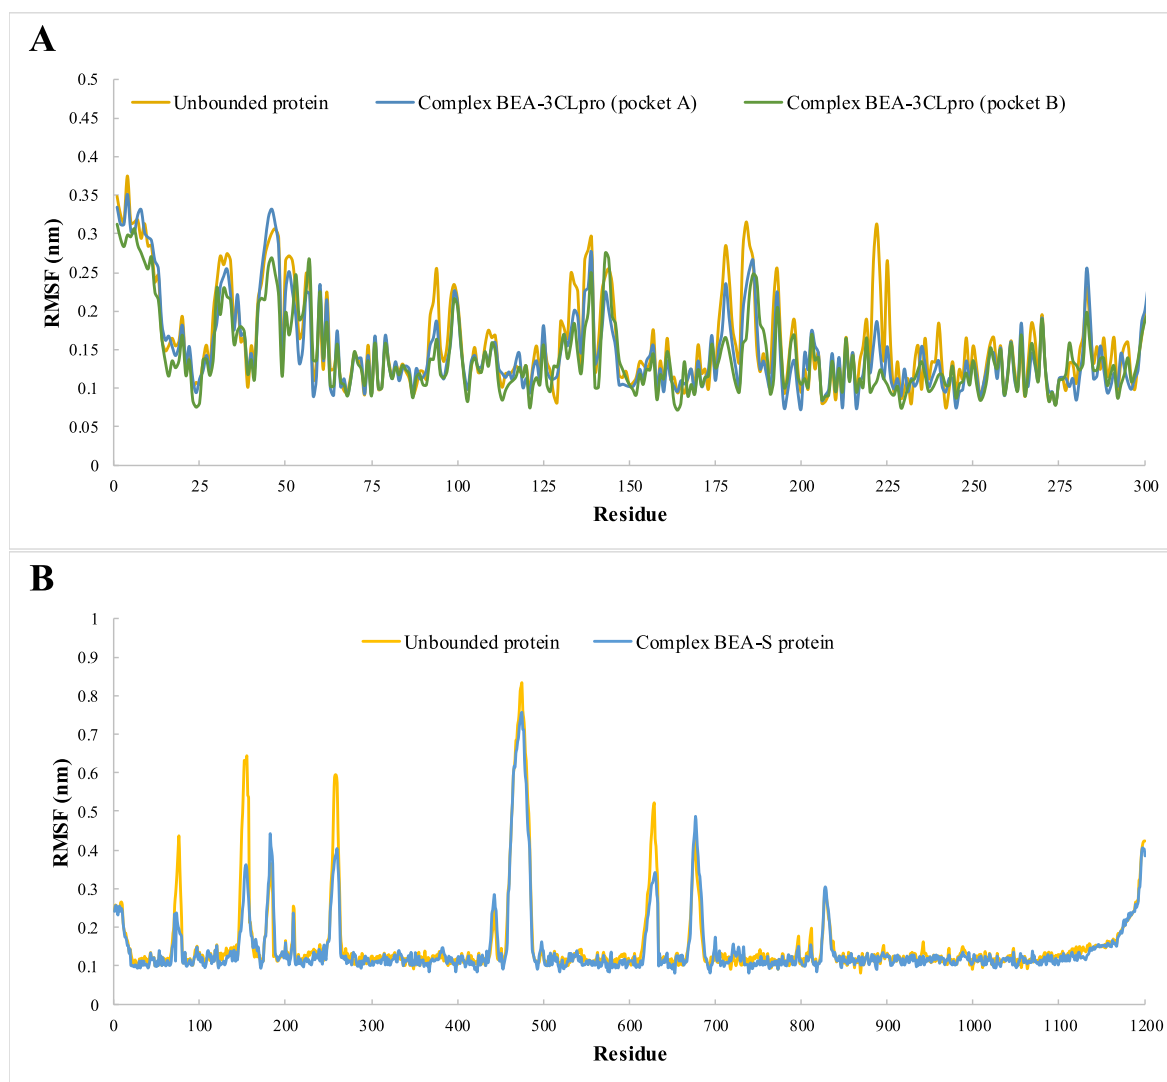 A
0.5
Unbounded protein Complex BEA-3CLpro (pocket A) Complex BEA-3CLpro (pocket B)
0.45
0.4
0.35
0.3
0.25
0.2
0.15
0.1
0.05
0
RMSF (nm)
0 25 50 75 100 125 150 175 200 225 250 275 300
Residue
B
1
Unbounded protein Complex BEA-S protein
0.9
0.8
0.7
0.6
0.5
0.4
0.3
0.2
0.1
0
RMSF (nm)
0 100 200 300 400 500 600 700 800 900 1000 1100 1200
Residue